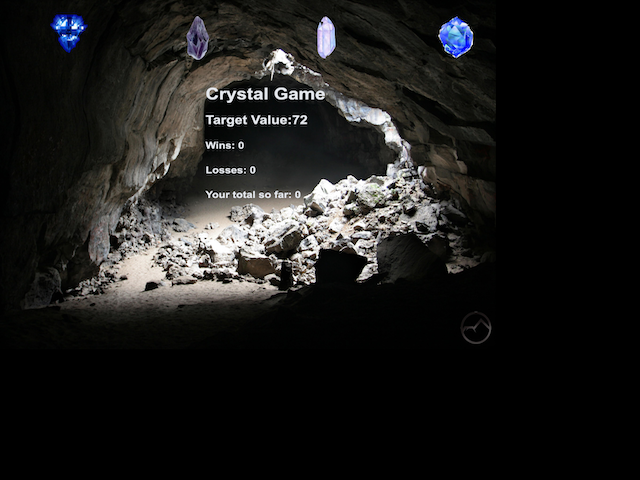 Crystal Game
Target Value:72
Wins: 0
Losses: 0
Your total so far: 0